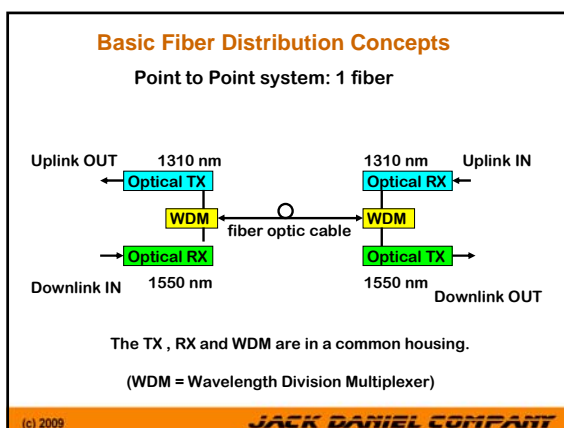 Basic Fiber Distribution Concepts
Point to Point system: 1 fiber
Uplink OUT 1310 nm 1310 nm Uplink IN
Optical TX Optical RX
WDM WDM
fiber optic cable
Optical RX Optical TX
Downlink IN 1550 nm 1550 nm Downlink OUT
The TX , RX and WDM are in a common housing.
(WDM = Wavelength Division Multiplexer)
(c) 2009 JACK DANIEL COMPANY